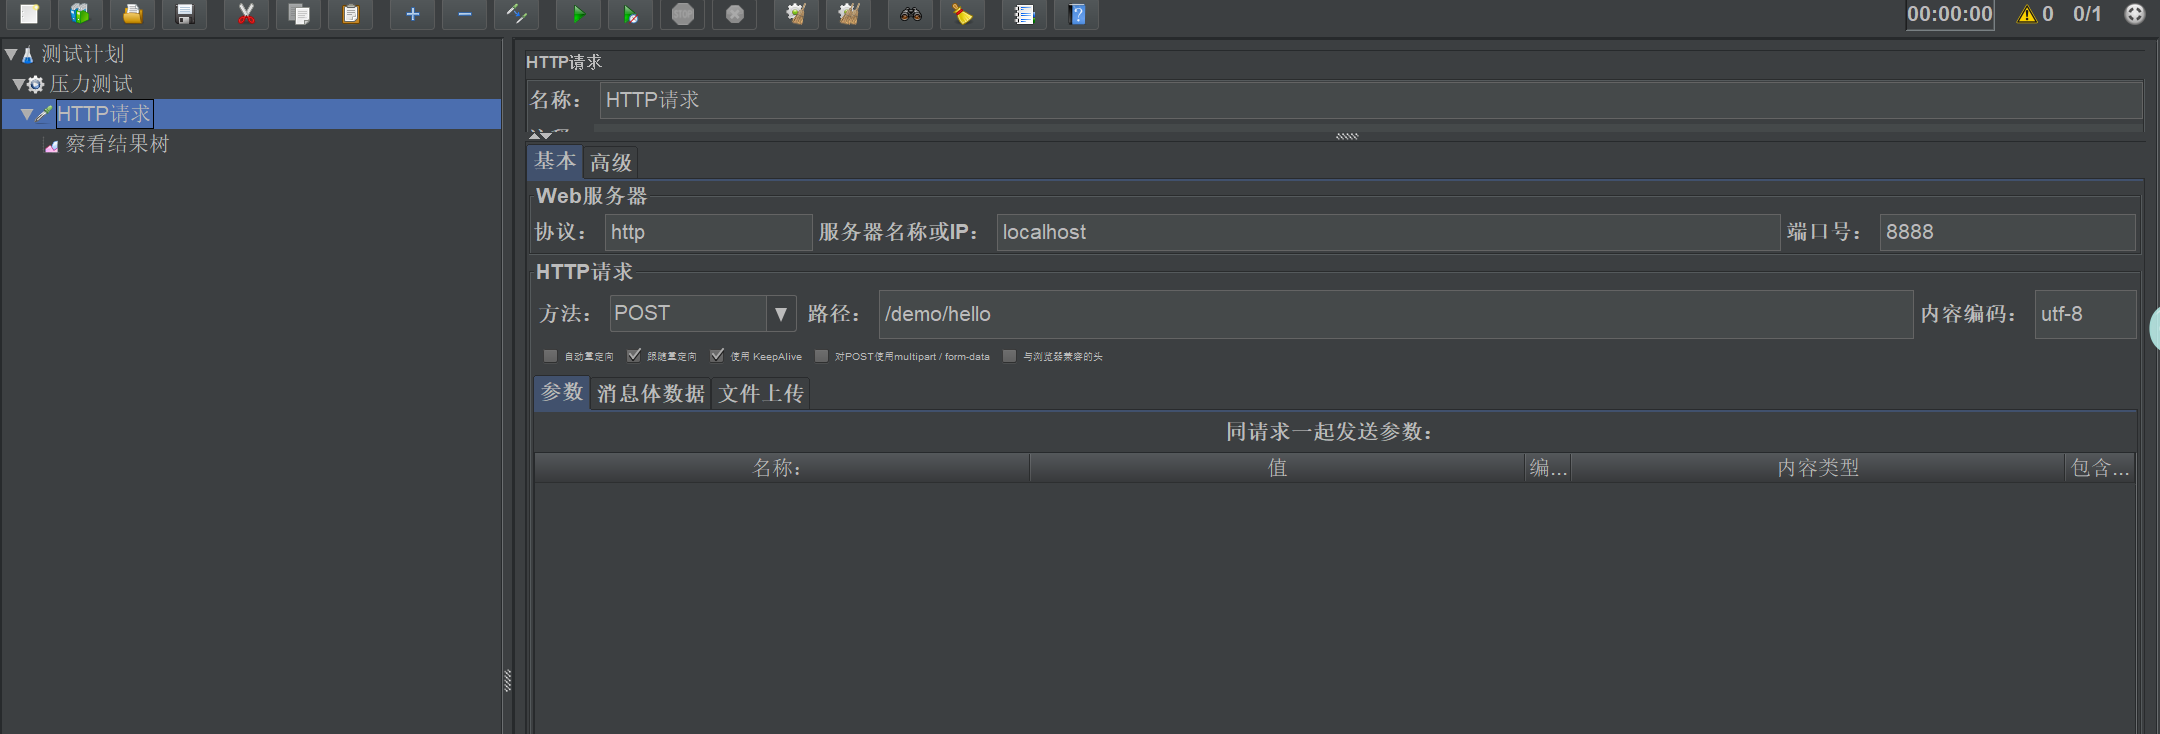 STOP
00:00:00
0
0/1
测试计划
压力测试
HTTP请求
察看结果树
HTTP请求
名称：
HTTP请求
基本
高级
Web服务器
协议：
http
服务器名称或IP：
localhost
端口号：
8888
HTTP请求
方法：
POST
路径：
/demo/hello
内容编码：
utf-8
自动重定向
跟随重定向
使用 KeepAlive
对POST使用multipart / form-data
与浏览器兼容的头
参数
消息体数据
文件上传
同请求一起发送参数：
名称：
值
编...
内容类型
包含...